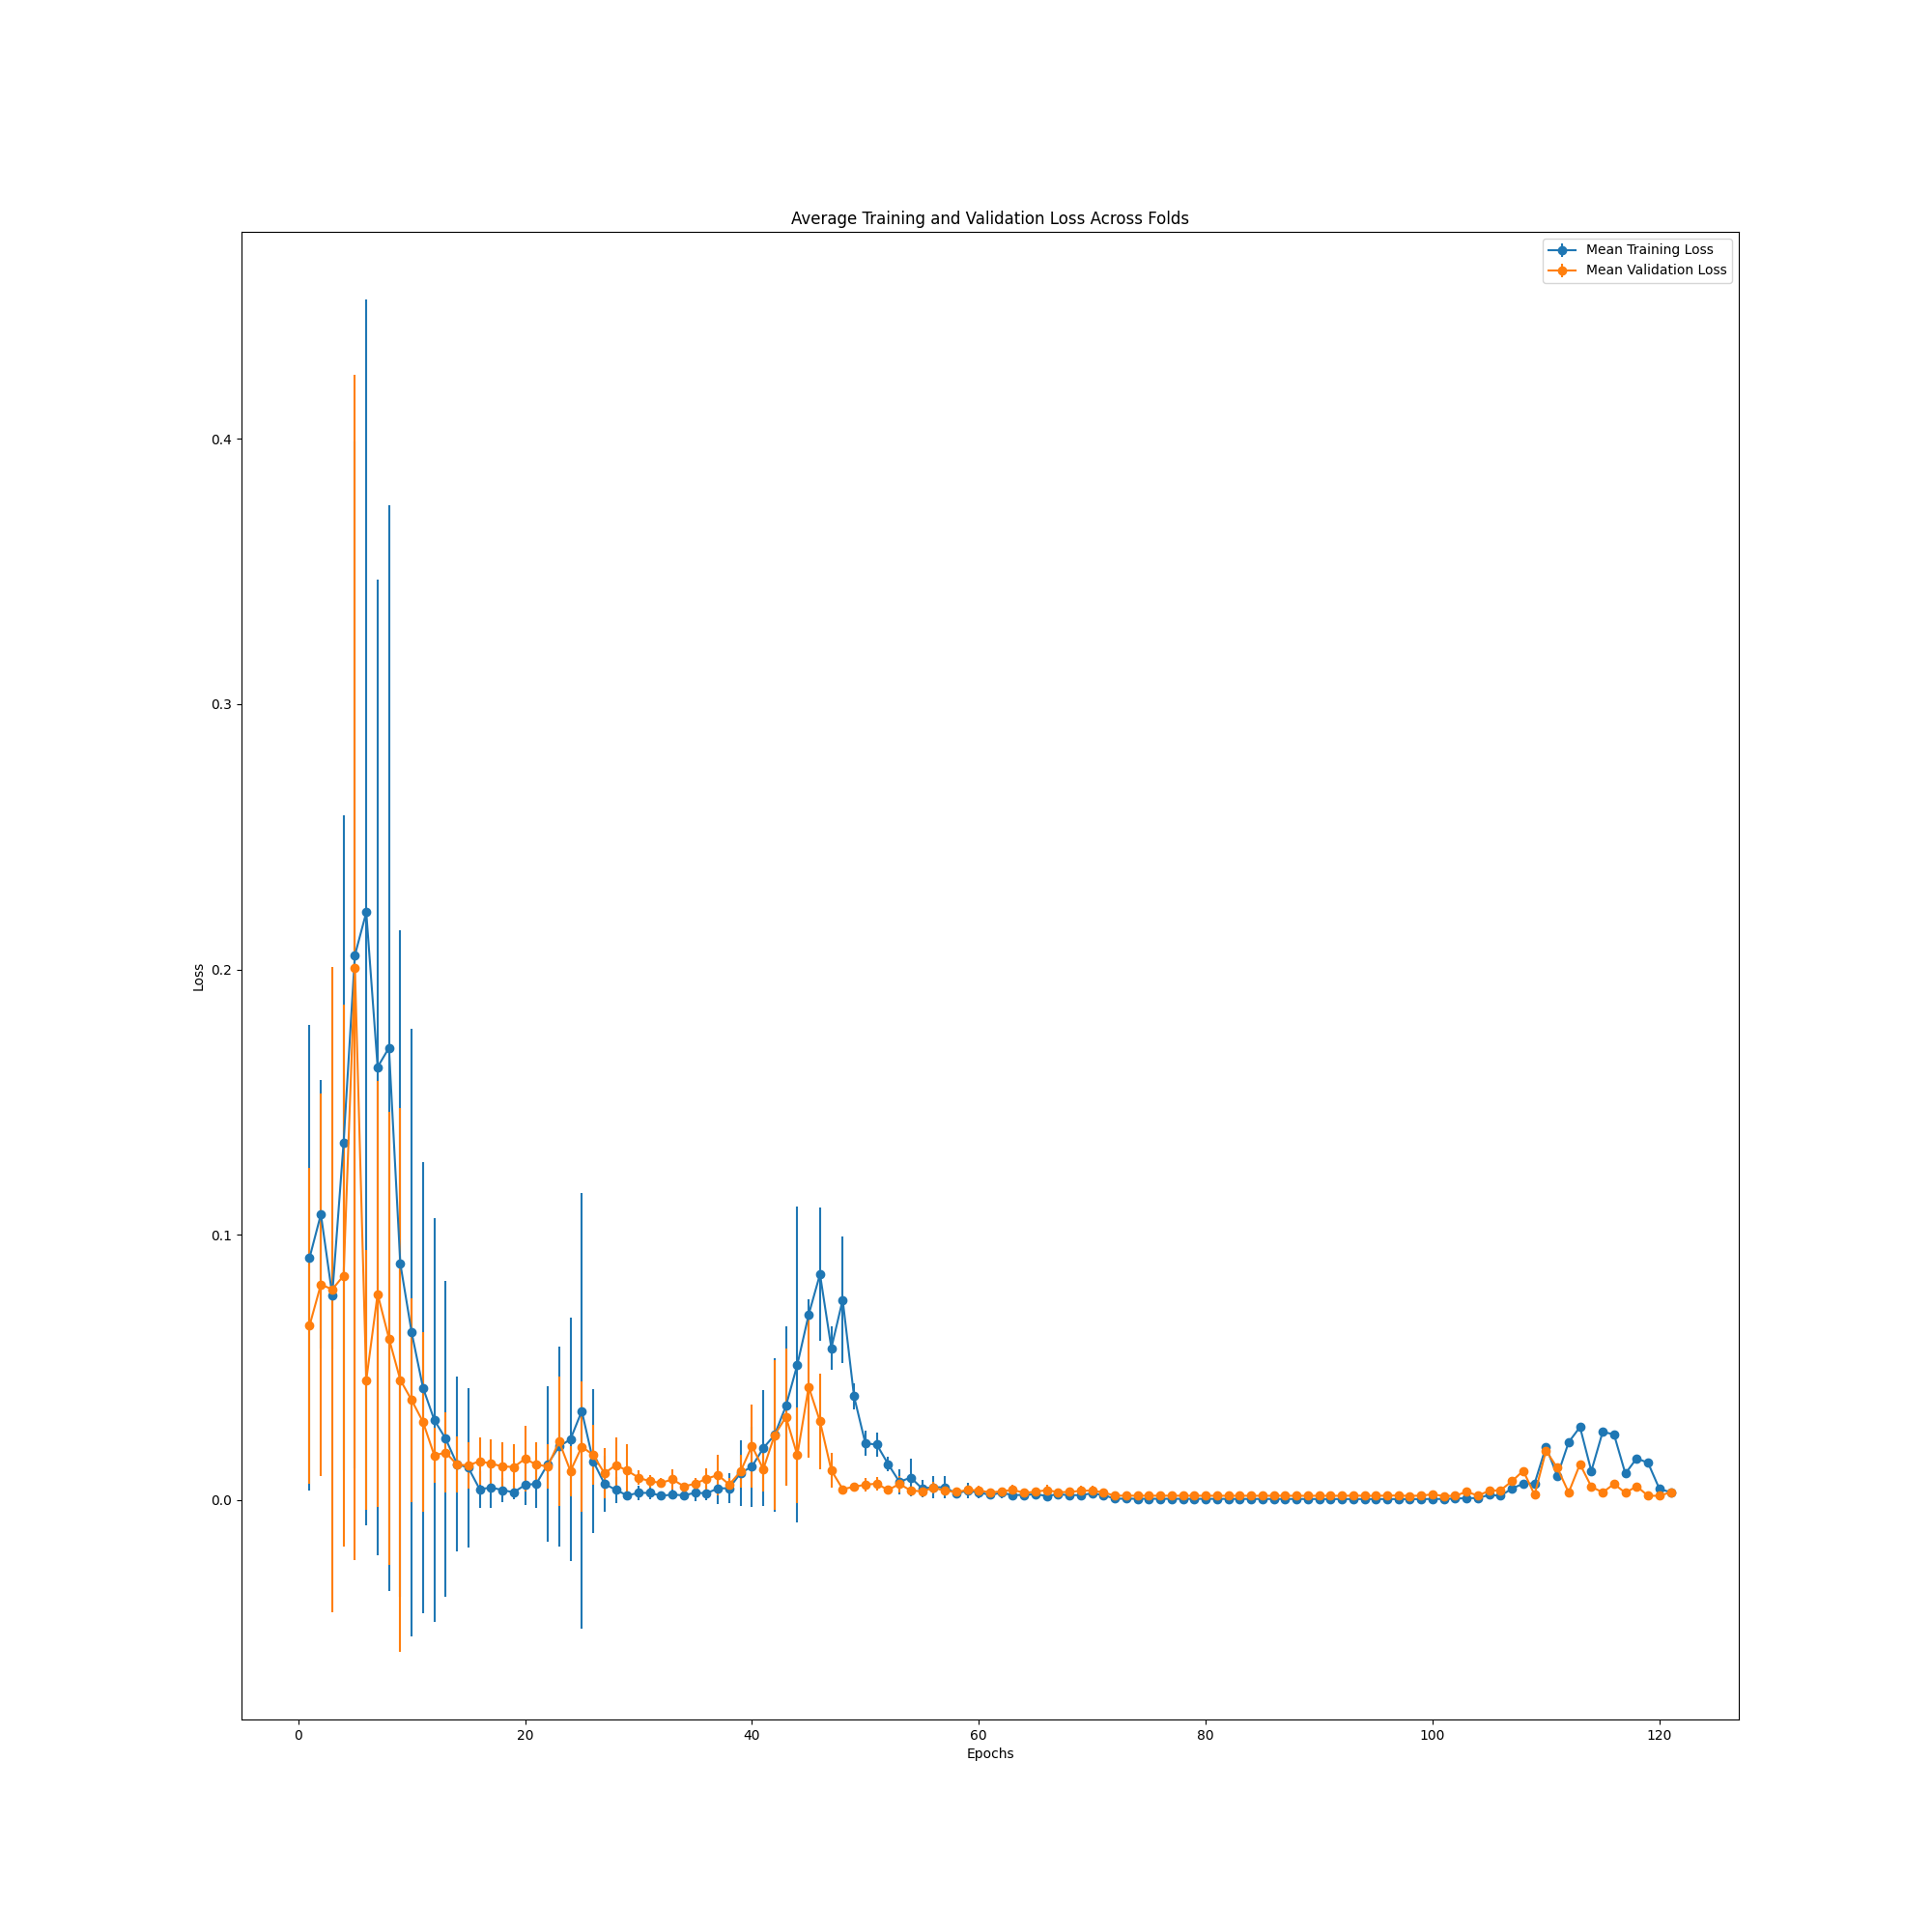 Average Training and Validation Loss Across Folds
Mean Training Loss
Mean Validation Loss
0.4
0.3
0.2
0.1
0.0
Loss
0 20 40 60 80 100 120
Epochs